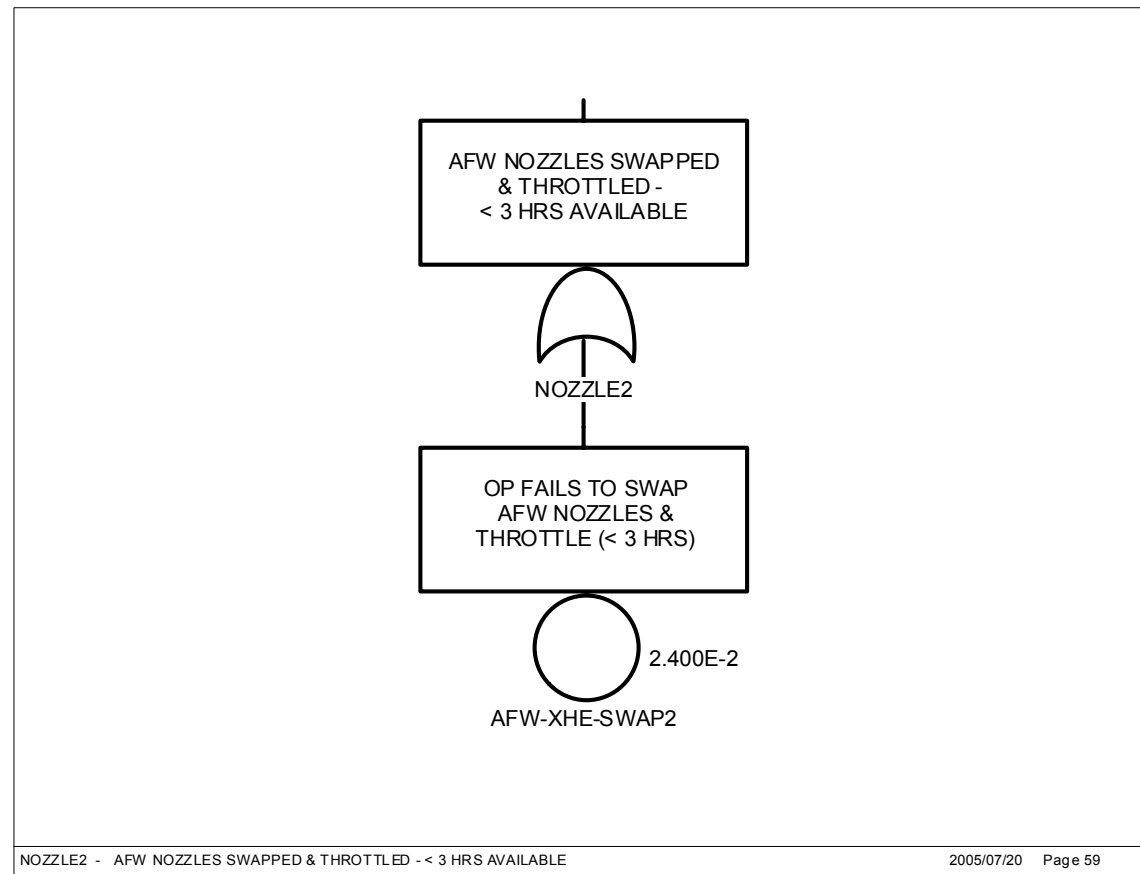 AFW NOZZLES SWAPPED
& THROTTLED -
< 3 HRS AVAILABLE
NOZZLE2
OP FAILS TO SWAP
AFW NOZZLES &
THROTTLE (< 3 HRS)
2.400E-2
AFW-XHE-SWAP2
NOZZLE2 - AFW NOZZLES SWAPPED & THROTTLED - < 3 HRS AVAILABLE 2005/07/20 Page 59